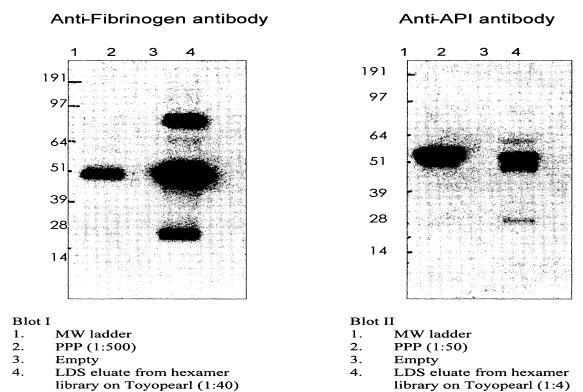 Anti-Fibrinogen antibody
1 2 3 4
191
97
64
51
39
28
14
Blot I
1. MW ladder
2. PPP (1:500)
3. Empty
4. LDS eluate from hexamer
library on Toyopearl (1:40)
Anti-API antibody
1 2 3 4
191
97
64
51
39
28
14
Blot II
1. MW ladder
2. PPP (1:50)
3. Empty
4. LDS eluate from hexamer
library on Toyopearl (1:4)